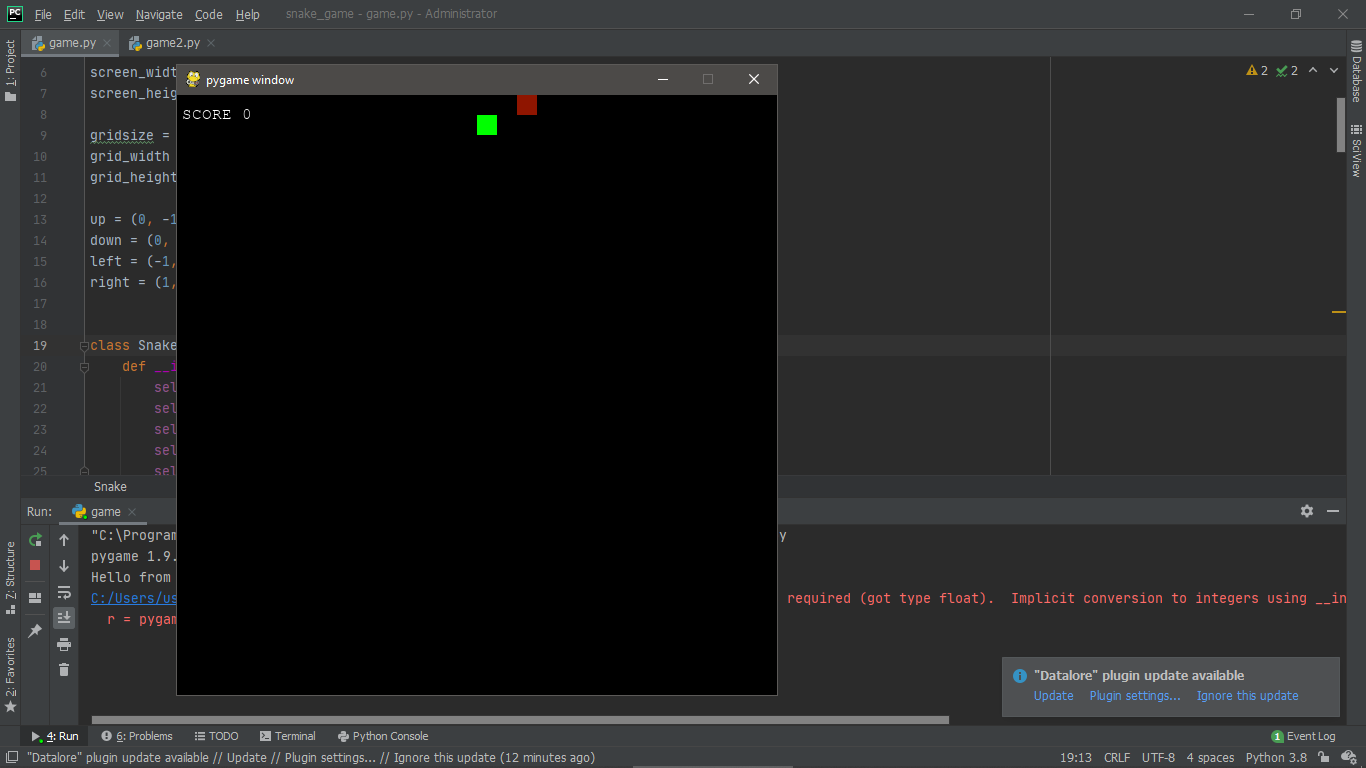 PC File Edit View Navigate Code Help snake_game - game.py - Administrator
game.py game2.py
1: Project
6 screen_widt
7 screen_heig
8
9 gridsize =
10 grid_width
11 grid_height
12
13 up = (0, -1
14 down = (0,
15 left = (-1,
16 right = (1,
17
18
19 class Snake
20 def __i
21 sel
22 sel
23 sel
24 sel
25 sel
Snake
pygame window
SCORE 0
2 2
Database
SciView
Run: game
"C:\Program y
pygame 1.9.
Hello from
C:/Users/us required (got type float). Implicit conversion to integers using __in
r = pygam
Z: Structure
2: Favorites
"Datalore" plugin update available
Update Plugin settings... Ignore this update
4: Run 6: Problems TODO Terminal Python Console 1 Event Log
"Datalore" plugin update available // Update // Plugin settings... // Ignore this update (12 minutes ago) 19:13 CRLF UTF-8 4 spaces Python 3.8